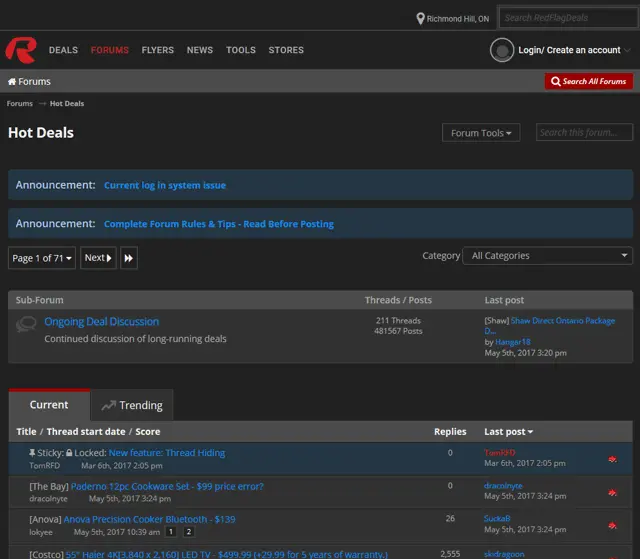 Richmond Hill, ON
Search RedFlagDeals
DEALS FORUMS FLYERS NEWS TOOLS STORES
Login/ Create an account
Forums
Search All Forums
Forums → Hot Deals
Hot Deals
Forum Tools
Search this forum...
Announcement: Current log in system issue
Announcement: Complete Forum Rules & Tips - Read Before Posting
Page 1 of 71 Next
Category All Categories
Sub-Forum Threads / Posts Last post
Ongoing Deal Discussion
Continued discussion of long-running deals
211 Threads
481567 Posts
[Shaw] Shaw Direct Ontario Package
D...
by Hangar18
May 5th, 2017 3:20 pm
Current Trending
Title / Thread start date / Score Replies Last post
Sticky: Locked: New feature: Thread Hiding 0 TomRFD
TomRFD Mar 6th, 2017 2:05 pm Mar 6th, 2017 2:05 pm
[The Bay] Paderno 12pc Cookware Set - $99 price error? 0 dracolnyte
dracolnyte May 5th, 2017 3:24 pm May 5th, 2017 3:24 pm
[Anova] Anova Precision Cooker Bluetooth - $139 26 SuckaB
lokyee May 5th, 2017 10:39 am 1 2 May 5th, 2017 3:24 pm
[Costco] 55" Haier 4K(3,840 x 2,160) LED TV - $499.99 (+29.99 for 5 years of warranty.) 2,555 skidragon